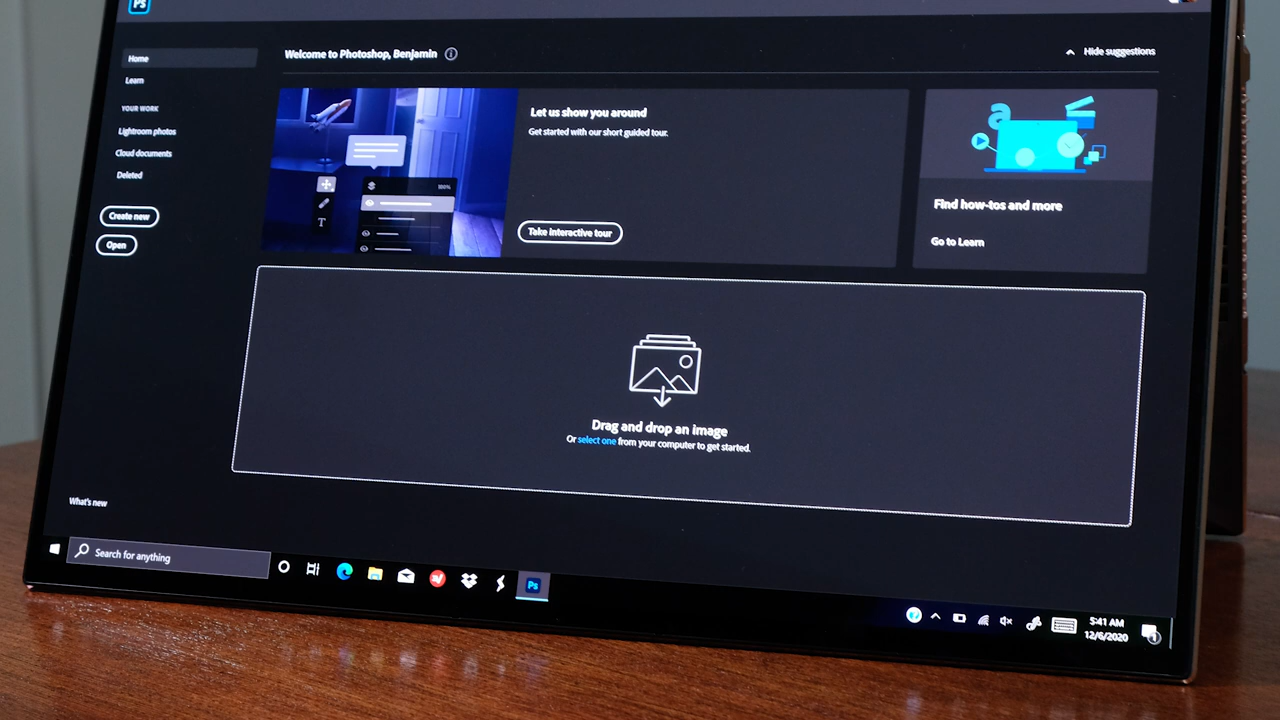 Ps
Welcome to Photoshop, Benjamin
Hide suggestions
Home
Learn
YOUR WORK
Lightroom photos
Cloud documents
Deleted
Create new
Open
100%
T
Let us show you around
Get started with our short guided tour.
Take interactive tour
a
Find how-tos and more
Go to Learn
Drag and drop an image
Or select one from your computer to get started.
What's new
Search for anything
Ps
5:41 AM
12/6/2020
1